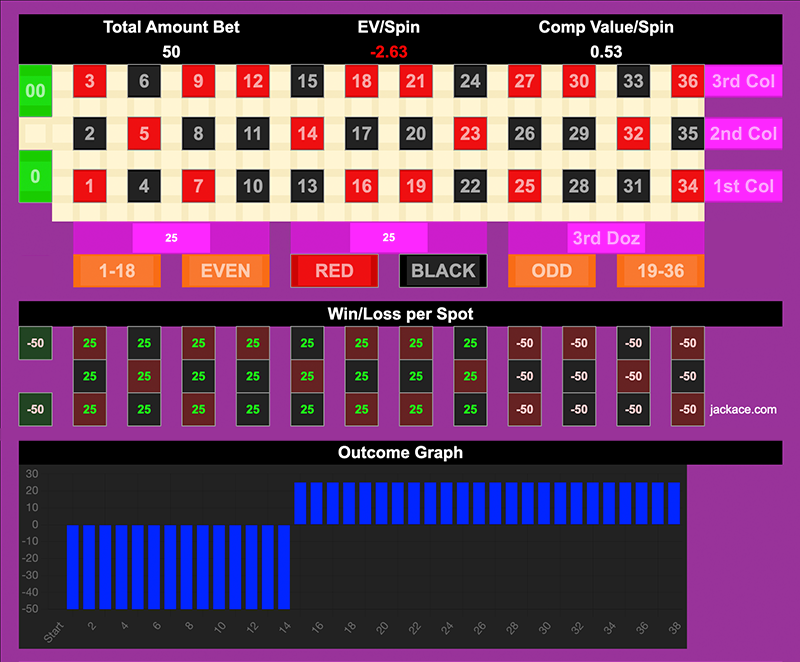 Total Amount Bet EV/Spin Comp Value/Spin
50 -2.63 0.53
00 3 6 9 12 15 18 21 24 27 30 33 36 3rd Col
2 5 8 11 14 17 20 23 26 29 32 35 2nd Col
0 1 4 7 10 13 16 19 22 25 28 31 34 1st Col
25 25 3rd Doz
1-18 EVEN RED BLACK ODD 19-36
Win/Loss per Spot
-50 25 25 25 25 25 25 25 25 -50 -50 -50 -50
25 25 25 25 25 25 25 25 -50 -50 -50 -50
-50 25 25 25 25 25 25 25 25 -50 -50 -50 -50 jackace.com
Outcome Graph
30
20
10
0
-10
-20
-30
-40
-50
Start 2 4 6 8 10 12 14 16 18 20 22 24 26 28 30 32 34 36 38